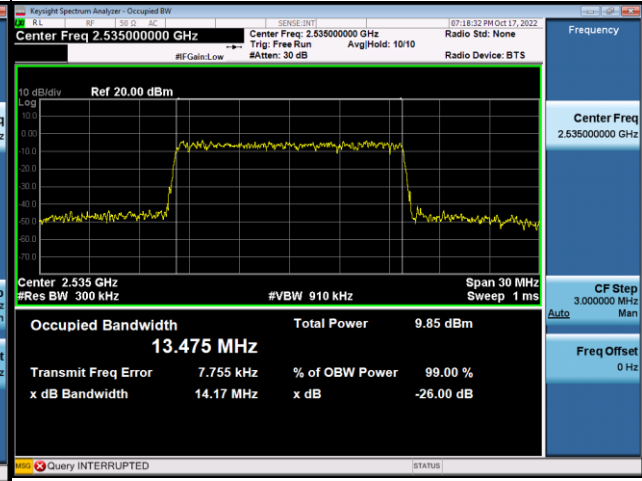 Keysight Spectrum Analyzer - Occupied BW
RL RF 50 Ω AC SENSE:INT 07:18:32 PM Oct 17, 2022
Center Freq 2.535000000 GHz
Center Freq: 2.535000000 GHz
Radio Std: None
Trig: Free Run Avg|Hold: 10/10
#IFGain:Low #Atten: 30 dB Radio Device: BTS
10 dB/div Ref 20.00 dBm
Log
10.0
0.00
-10.0
-20.0
-30.0
-40.0
-50.0
-60.0
-70.0
Center 2.535 GHz Span 30 MHz
#Res BW 300 kHz #VBW 910 kHz Sweep 1 ms
Occupied Bandwidth Total Power 9.85 dBm
13.475 MHz
Transmit Freq Error 7.755 kHz % of OBW Power 99.00 %
x dB Bandwidth 14.17 MHz x dB -26.00 dB
MSG Query INTERRUPTED STATUS
Frequency
Center Freq
2.535000000 GHz
CF Step
3.000000 MHz
Auto Man
Freq Offset
0 Hz